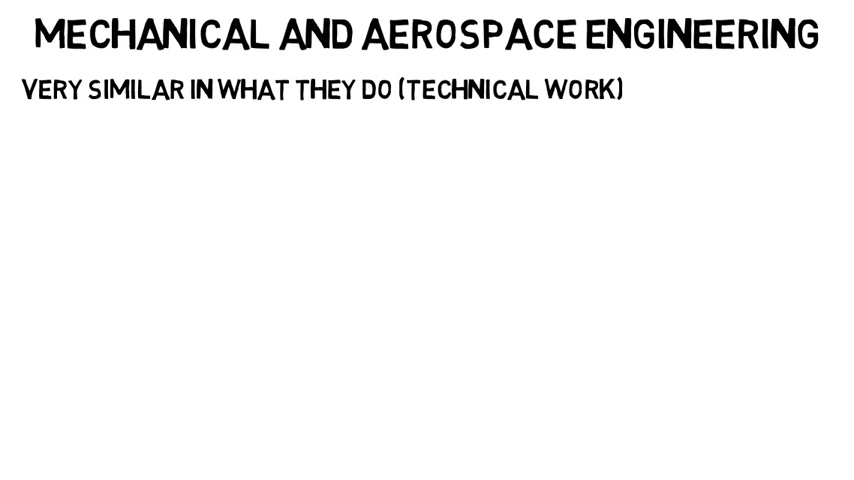 MECHANICAL AND AEROSPACE ENGINEERING
VERY SIMILAR IN WHAT THEY DO (TECHNICAL WORK)